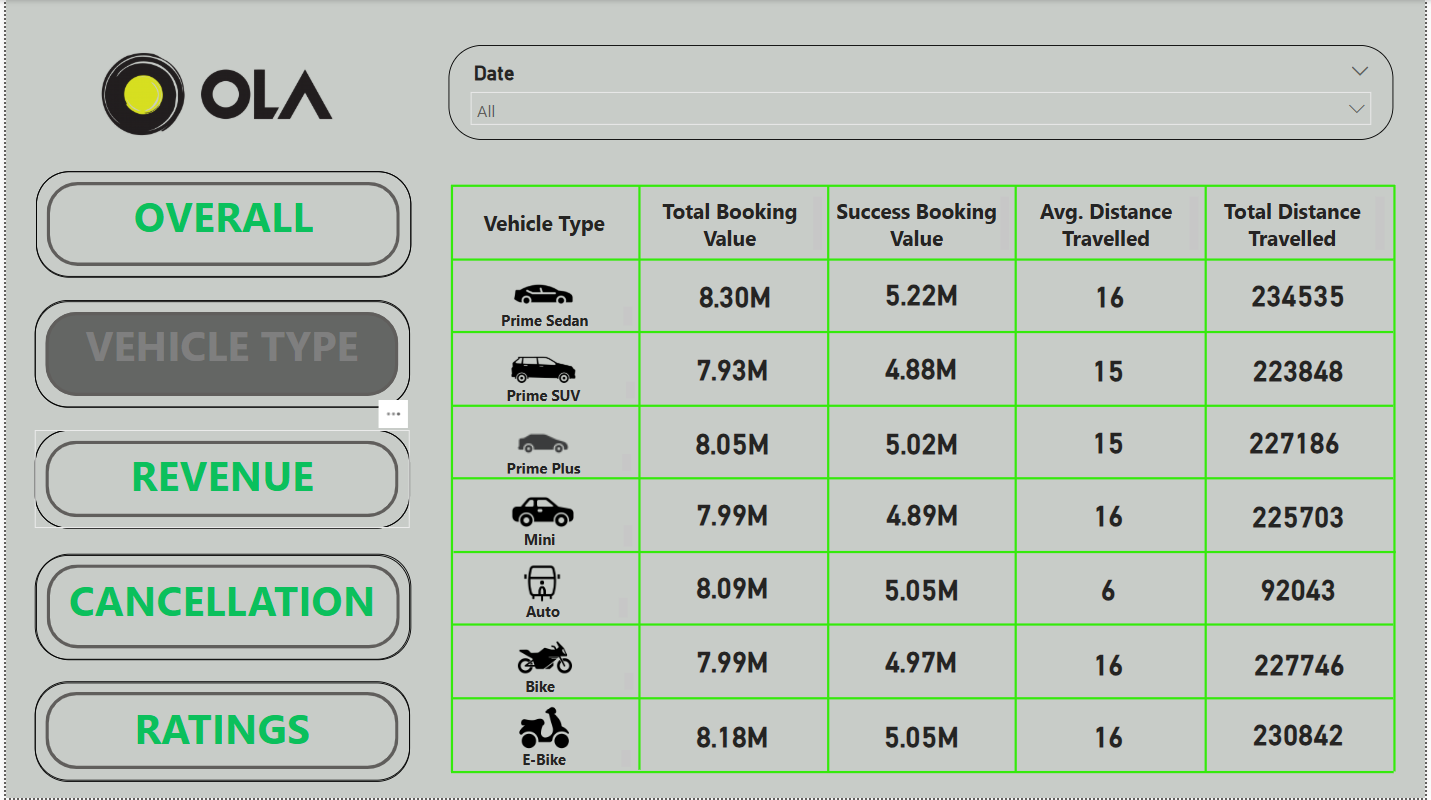 OLA
Date
All
OVERALL
VEHICLE TYPE
REVENUE
CANCELLATION
RATINGS
Vehicle Type Total Booking Value Success Booking Value Avg. Distance Travelled Total Distance Travelled
Prime Sedan 8.30M 5.22M 16 234535
Prime SUV 7.93M 4.88M 15 223848
Prime Plus 8.05M 5.02M 15 227186
Mini 7.99M 4.89M 16 225703
Auto 8.09M 5.05M 6 92043
Bike 7.99M 4.97M 16 227746
E-Bike 8.18M 5.05M 16 230842